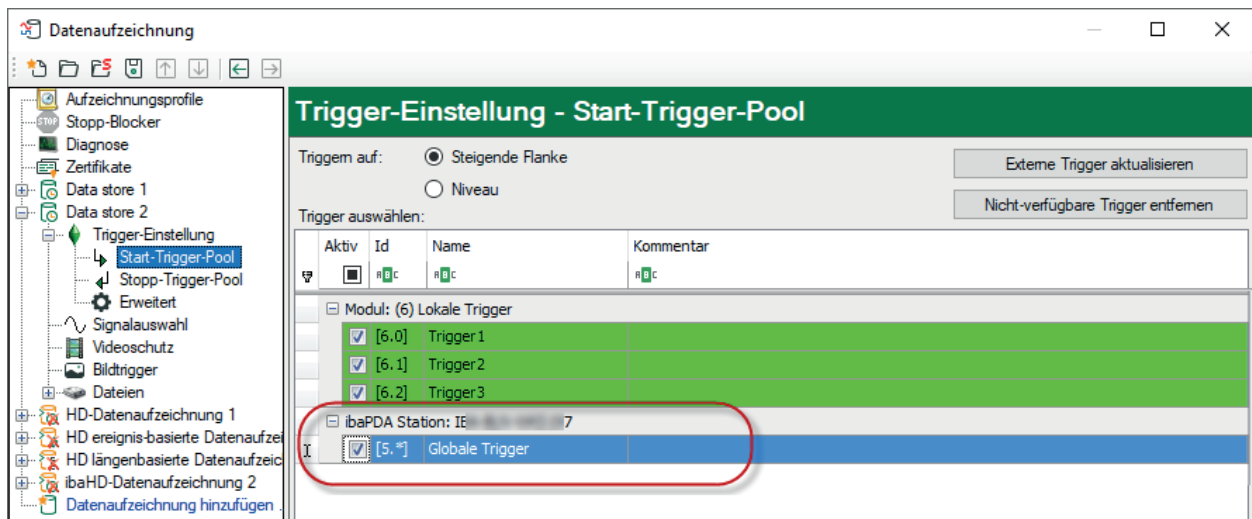 Datenaufzeichnung
Aufzeichnungsprofile
STOP
Stopp-Blocker
Diagnose
Zertifikate
Data store 1
Data store 2
Trigger-Einstellung
Start-Trigger-Pool
Stopp-Trigger-Pool
Erweitert
Signalauswahl
Videoschutz
Bildtrigger
Dateien
HD-Datenaufzeichnung 1
HD ereignis-basierte Datenaufzei
HD längenbasierte Datenaufzeic
ibaHD-Datenaufzeichnung 2
Datenaufzeichnung hinzufügen .
Trigger-Einstellung - Start-Trigger-Pool
Triggern auf: Steigende Flanke
Niveau
Externe Trigger aktualisieren
Nicht-verfügbare Trigger entfernen
Trigger auswählen:
Aktiv Id Name Kommentar
ABC ABC ABC
Modul: (6) Lokale Trigger
[6.0] Trigger1
[6.1] Trigger2
[6.2] Trigger3
ibaPDA Station:
[5.*] Globale Trigger